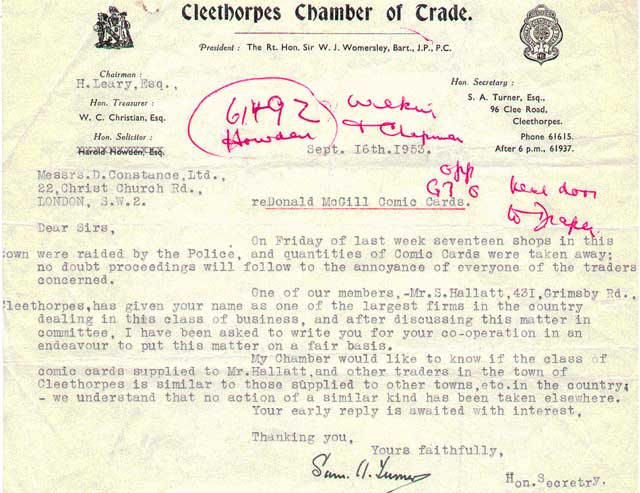 Cleethorpes Chamber of Trade.
President: The Rt. Hon. Sir W. J. Womersley, Bart., J.P., P.C.
Chairman:
H.Leary,Esq.,
Hon. Treasurer:
W. C. Christian, Esq.
Hon. Solicitor:
Harold Howden, Esq.
Hon. Secretary:
S. A. Turner, Esq.,
96 Clee Road,
Cleethorpes.
Phone 61615.
After 6 p.m., 61937.
61492
Howden
Wilkin
& Chapman
Sept. 16th.1953.
opp
GPO
next door
to Draper
Messrs.D.Constance,Ltd.,
22,Christ Church Rd.,
LONDON, S.W.2.
reDonald McGill Comic Cards.
Dear Sirs,
On Friday of last week seventeen shops in this
town were raided by the Police, and quantities of Comic Cards were taken away;
no doubt proceedings will follow to the annoyance of everyone of the traders
concerned.
One of our members,-Mr.S.Hallatt,431,Grimsby Rd.,
Cleethorpes,has given your name as one of the largest firms in the country
dealing in this class of business, and after discussing this matter in
committee, I have been asked to write you for your co-operation in an
endeavour to put this matter on a fair basis.
My Chamber would like to know if the class of
comic cards supplied to Mr.Hallatt,and other traders in the town of
Cleethorpes is similar to those supplied to other towns,etc.in the country;
- we understand that no action of a similar kind has been taken elsewhere.
Your early reply is awaited with interest,
Thanking you,
Yours faithfully,
Sam. A. Turner
Hon.Secretry.